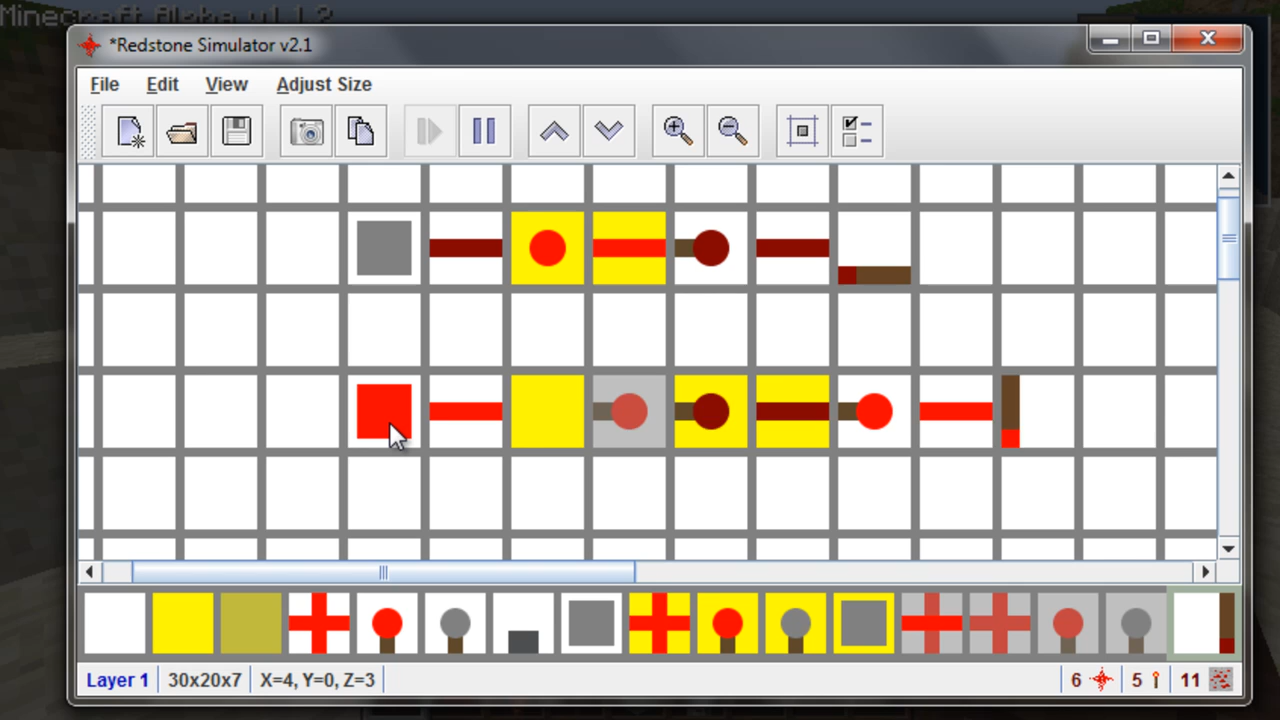 Minecraft Alpha v1.1.2
*Redstone Simulator v2.1
File Edit View Adjust Size
Layer 1 30x20x7 X=4, Y=0, Z=3 6 5 11